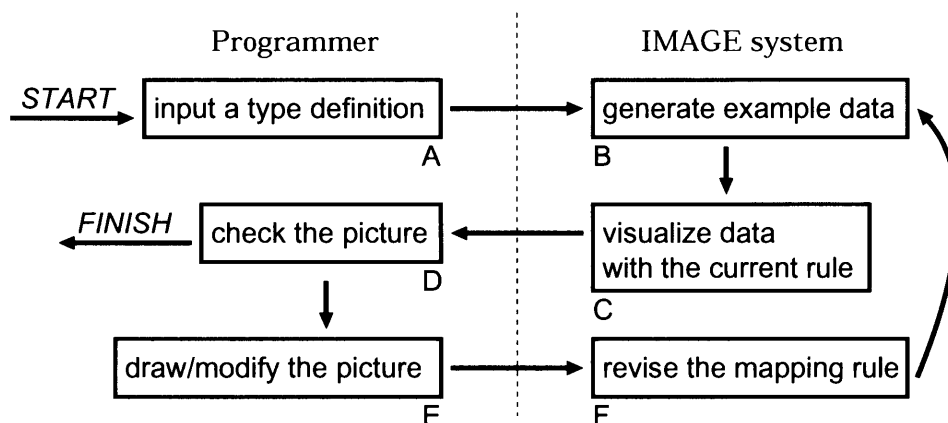 Programmer
IMAGE system
START
input a type definition
A
generate example data
B
FINISH
check the picture
D
visualize data
with the current rule
C
draw/modify the picture
E
revise the mapping rule
F